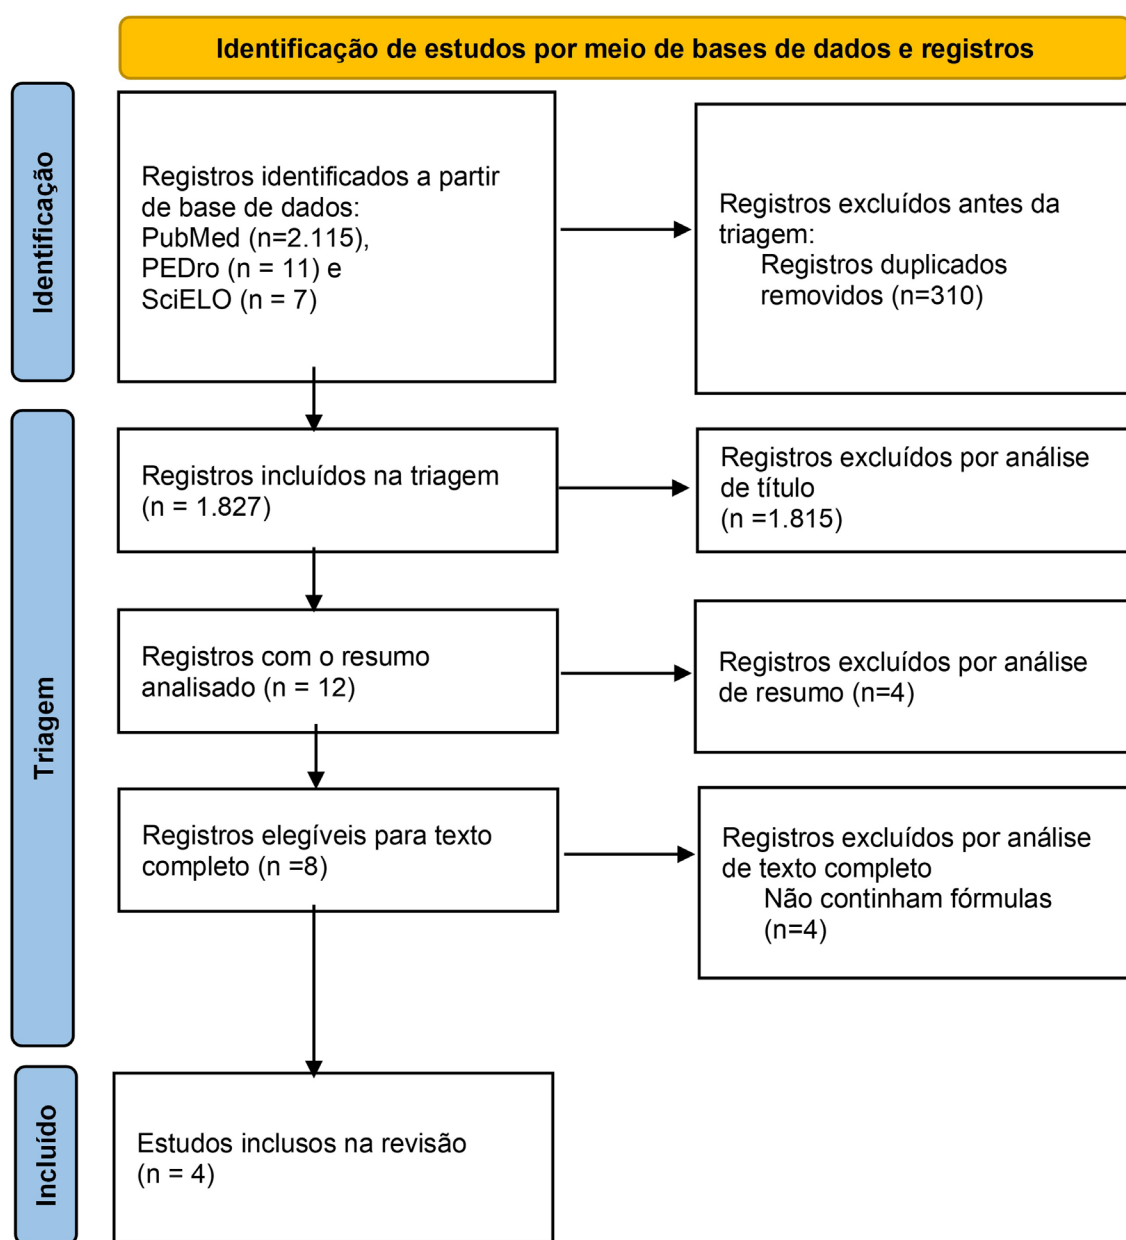 Identificação de estudos por meio de bases de dados e registros
Identificação
Registros identificados a partir
de base de dados:
PubMed (n=2.115),
PEDro (n = 11) e
SciELO (n = 7)
Registros excluídos antes da
triagem:
Registros duplicados
removidos (n=310)
Triagem
Registros incluídos na triagem
(n = 1.827)
Registros excluídos por análise
de título
(n =1.815)
Registros com o resumo
analisado (n = 12)
Registros excluídos por análise
de resumo (n=4)
Registros elegíveis para texto
completo (n =8)
Registros excluídos por análise
de texto completo
Não continham fórmulas
(n=4)
Incluído
Estudos inclusos na revisão
(n = 4)